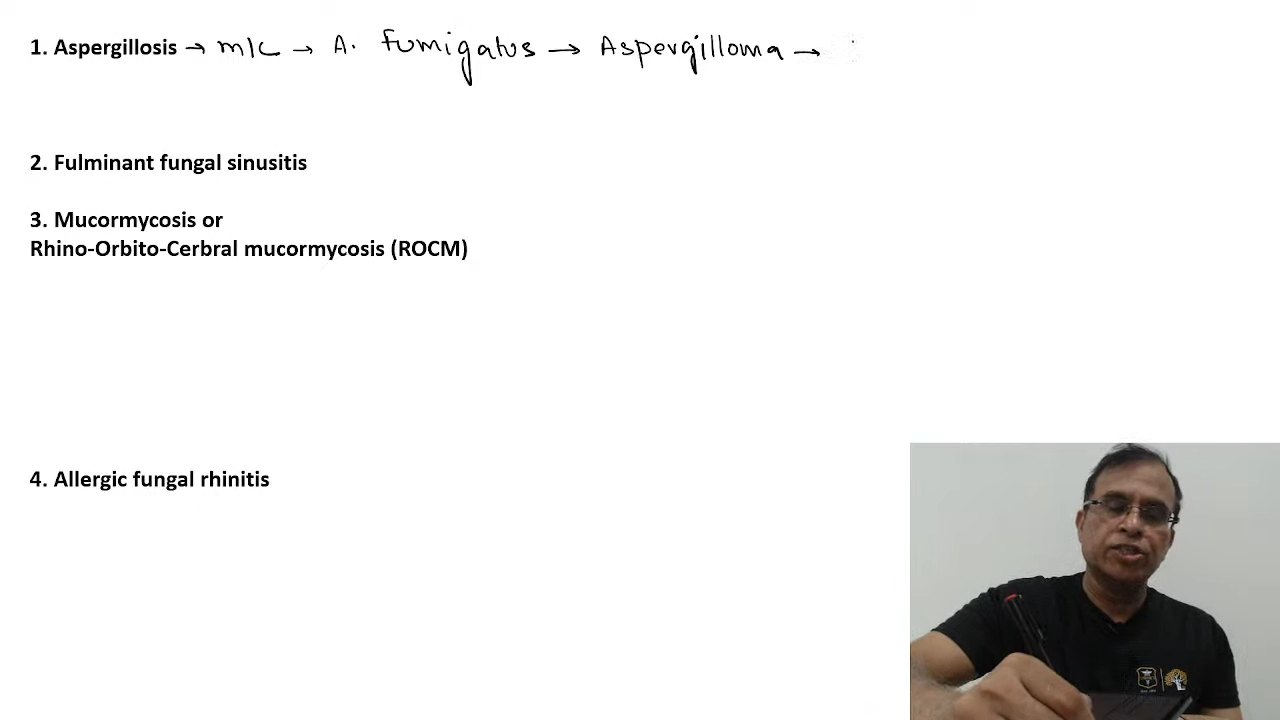 1. Aspergillosis → m/c → A. Fumigatus → Aspergilloma →
2. Fulminant fungal sinusitis
3. Mucormycosis or
Rhino-Orbito-Cerbral mucormycosis (ROCM)
4. Allergic fungal rhinitis